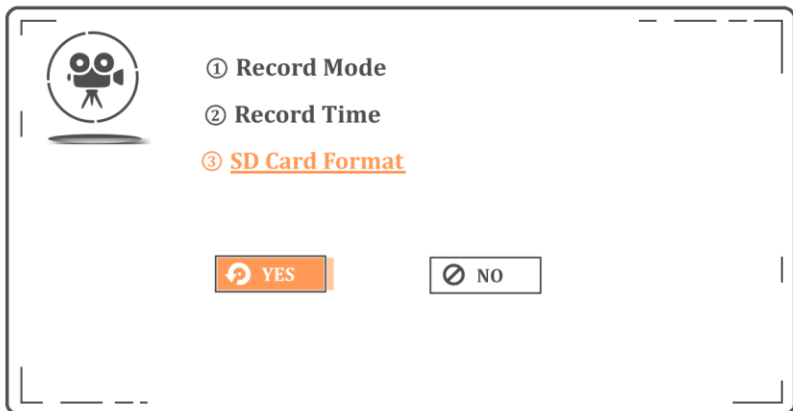 ① Record Mode
② Record Time
③ SD Card Format
YES
NO